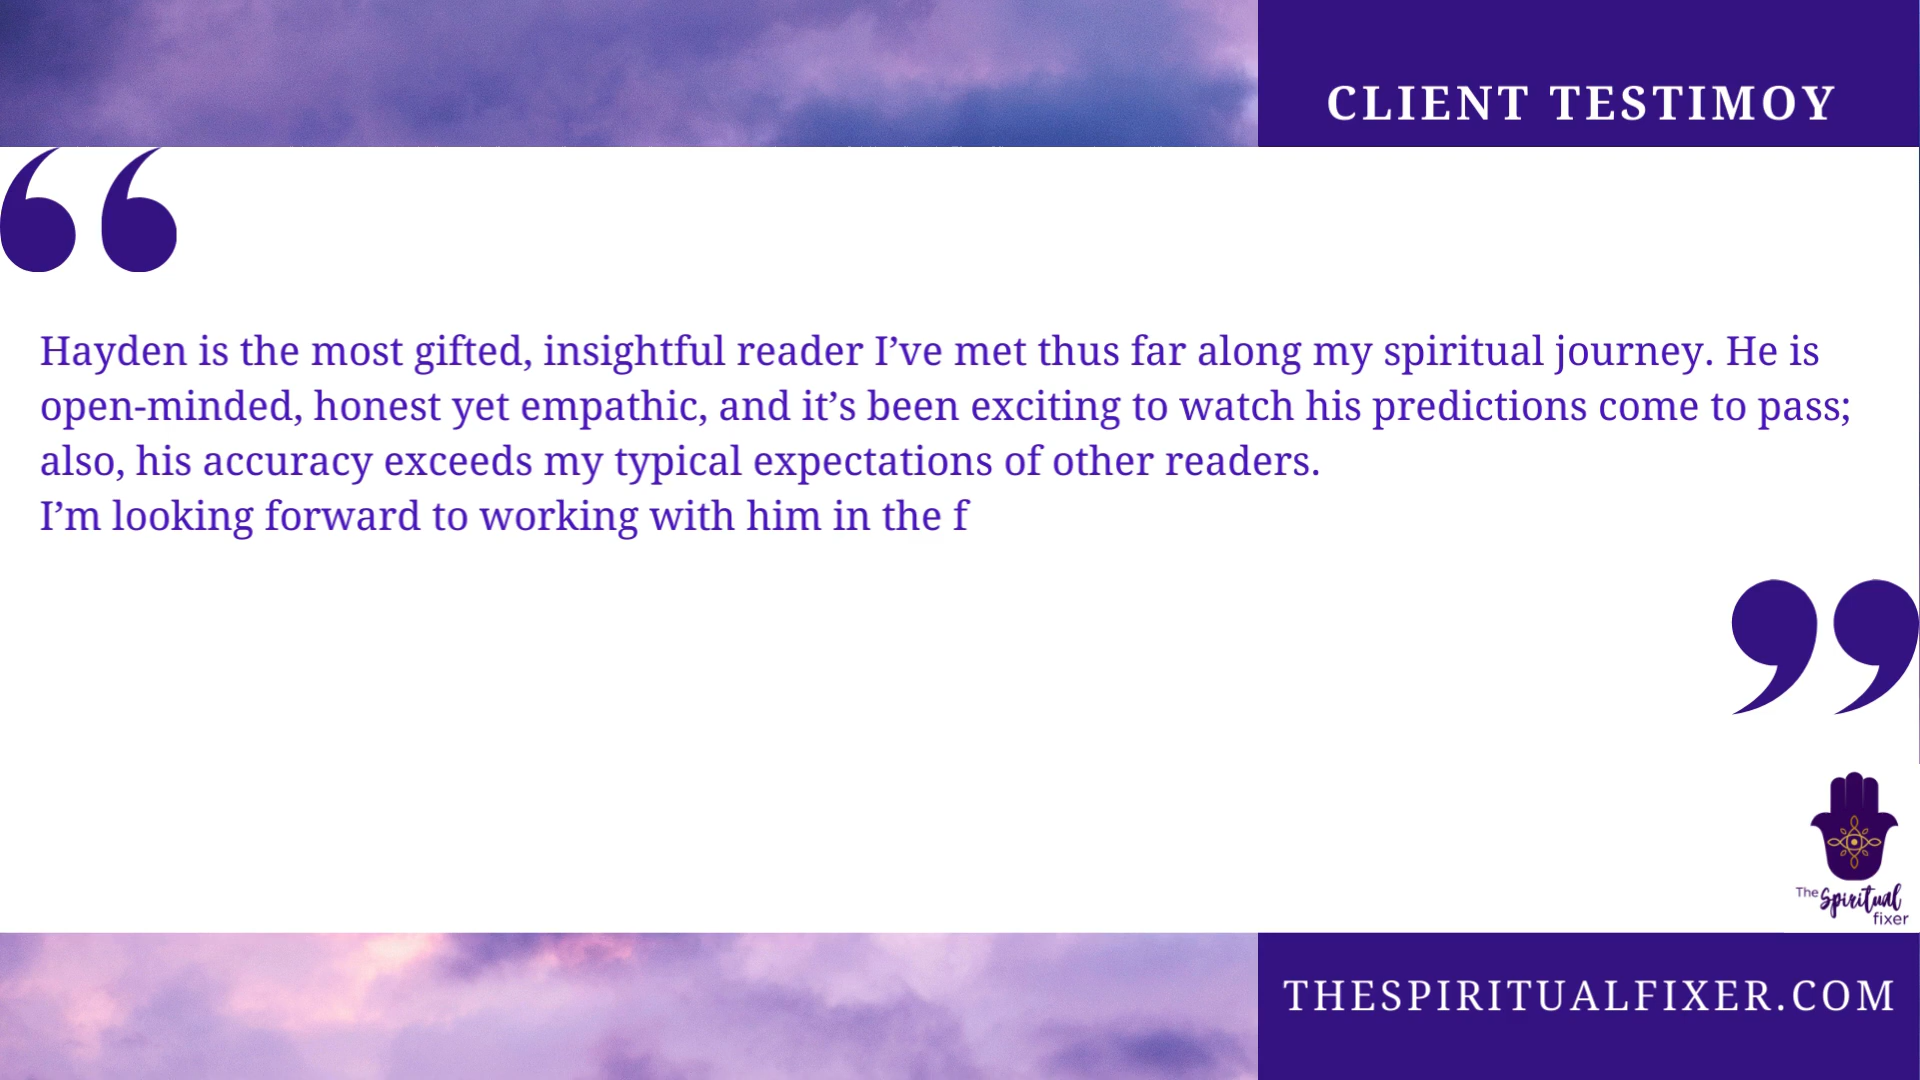 CLIENT TESTIMOY
Hayden is the most gifted, insightful reader I’ve met thus far along my spiritual journey. He is
open-minded, honest yet empathic, and it’s been exciting to watch his predictions come to pass;
also, his accuracy exceeds my typical expectations of other readers.
I’m looking forward to working with him in the f
The Spiritual
fixer
THESPIRITUALFIXER.COM